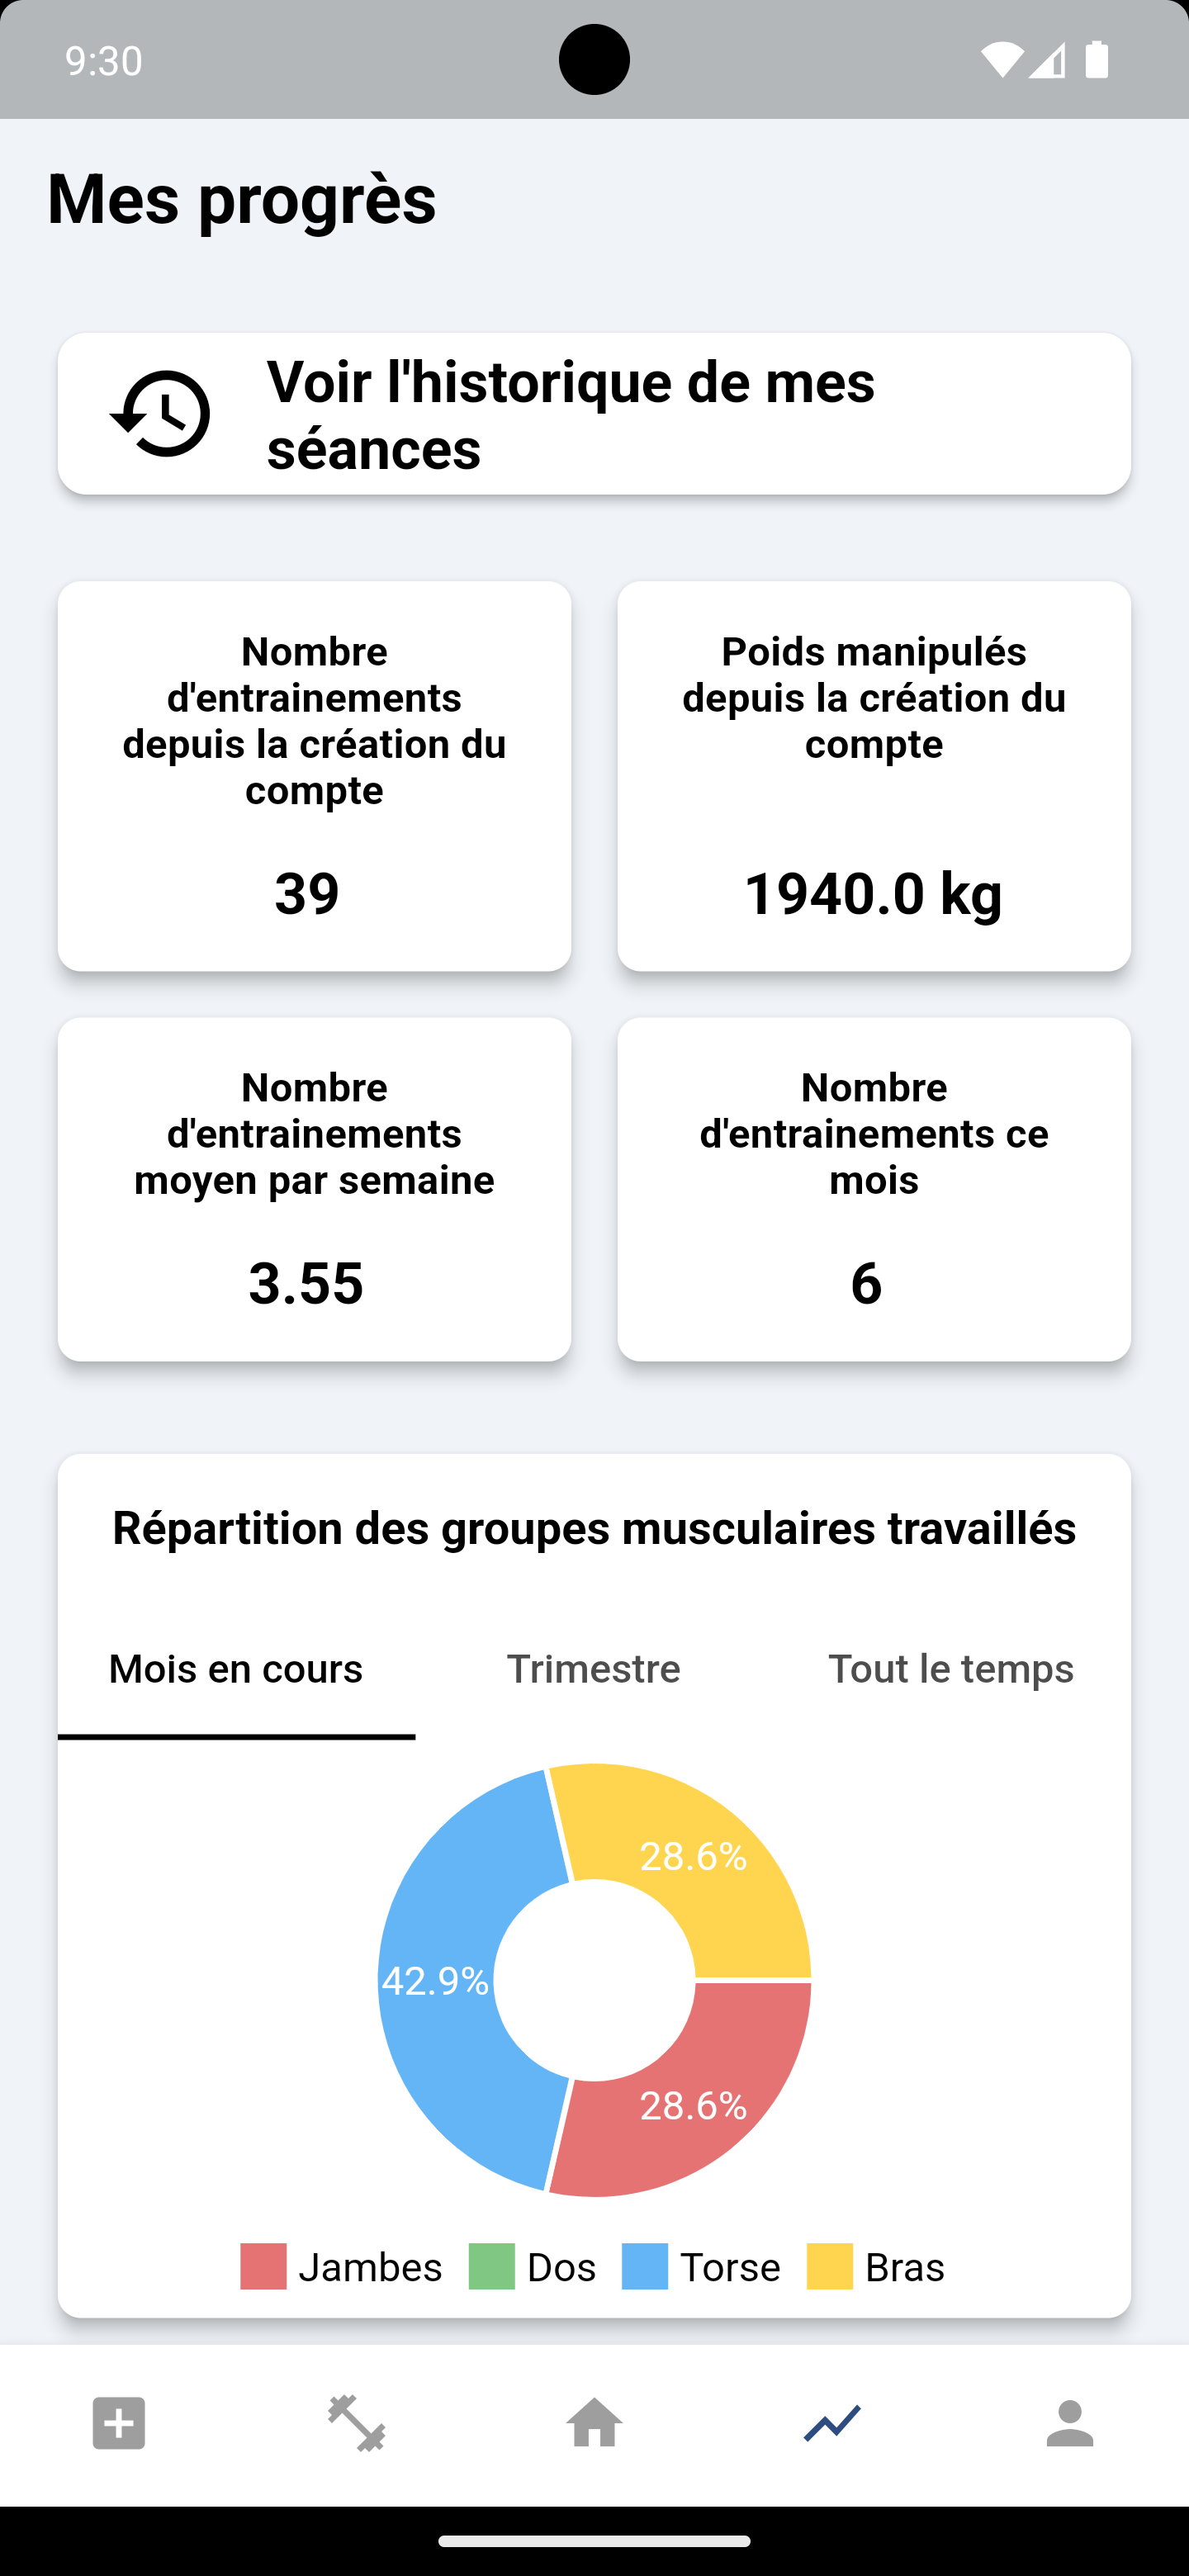 9:30
Mes progrès
Voir l'historique de mes
séances
Nombre
d'entrainements
depuis la création du
compte
39
Poids manipulés
depuis la création du
compte
1940.0 kg
Nombre
d'entrainements
moyen par semaine
3.55
Nombre
d'entrainements ce
mois
6
Répartition des groupes musculaires travaillés
Mois en cours Trimestre Tout le temps
28.6%
42.9%
28.6%
Jambes Dos Torse Bras